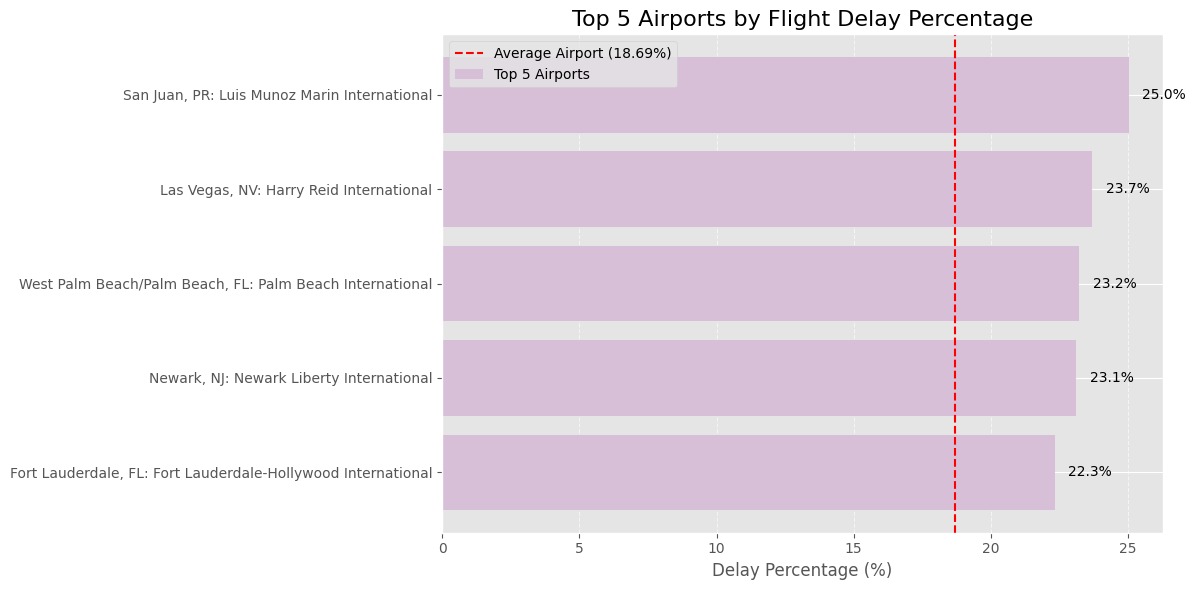 Top 5 Airports by Flight Delay Percentage
Average Airport (18.69%)
Top 5 Airports
San Juan, PR: Luis Munoz Marin International
25.0%
Las Vegas, NV: Harry Reid International
23.7%
West Palm Beach/Palm Beach, FL: Palm Beach International
23.2%
Newark, NJ: Newark Liberty International
23.1%
Fort Lauderdale, FL: Fort Lauderdale-Hollywood International
22.3%
0 5 10 15 20 25
Delay Percentage (%)